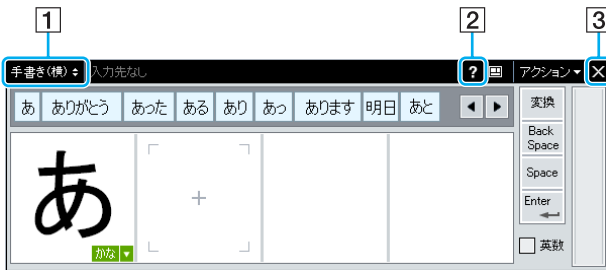 1 2 3
手書き(横) 入力先なし ? アクション
あ ありがとう あった ある あり あっ あります 明日 あと
変換
Back Space
Space
Enter
英数
あ
かな